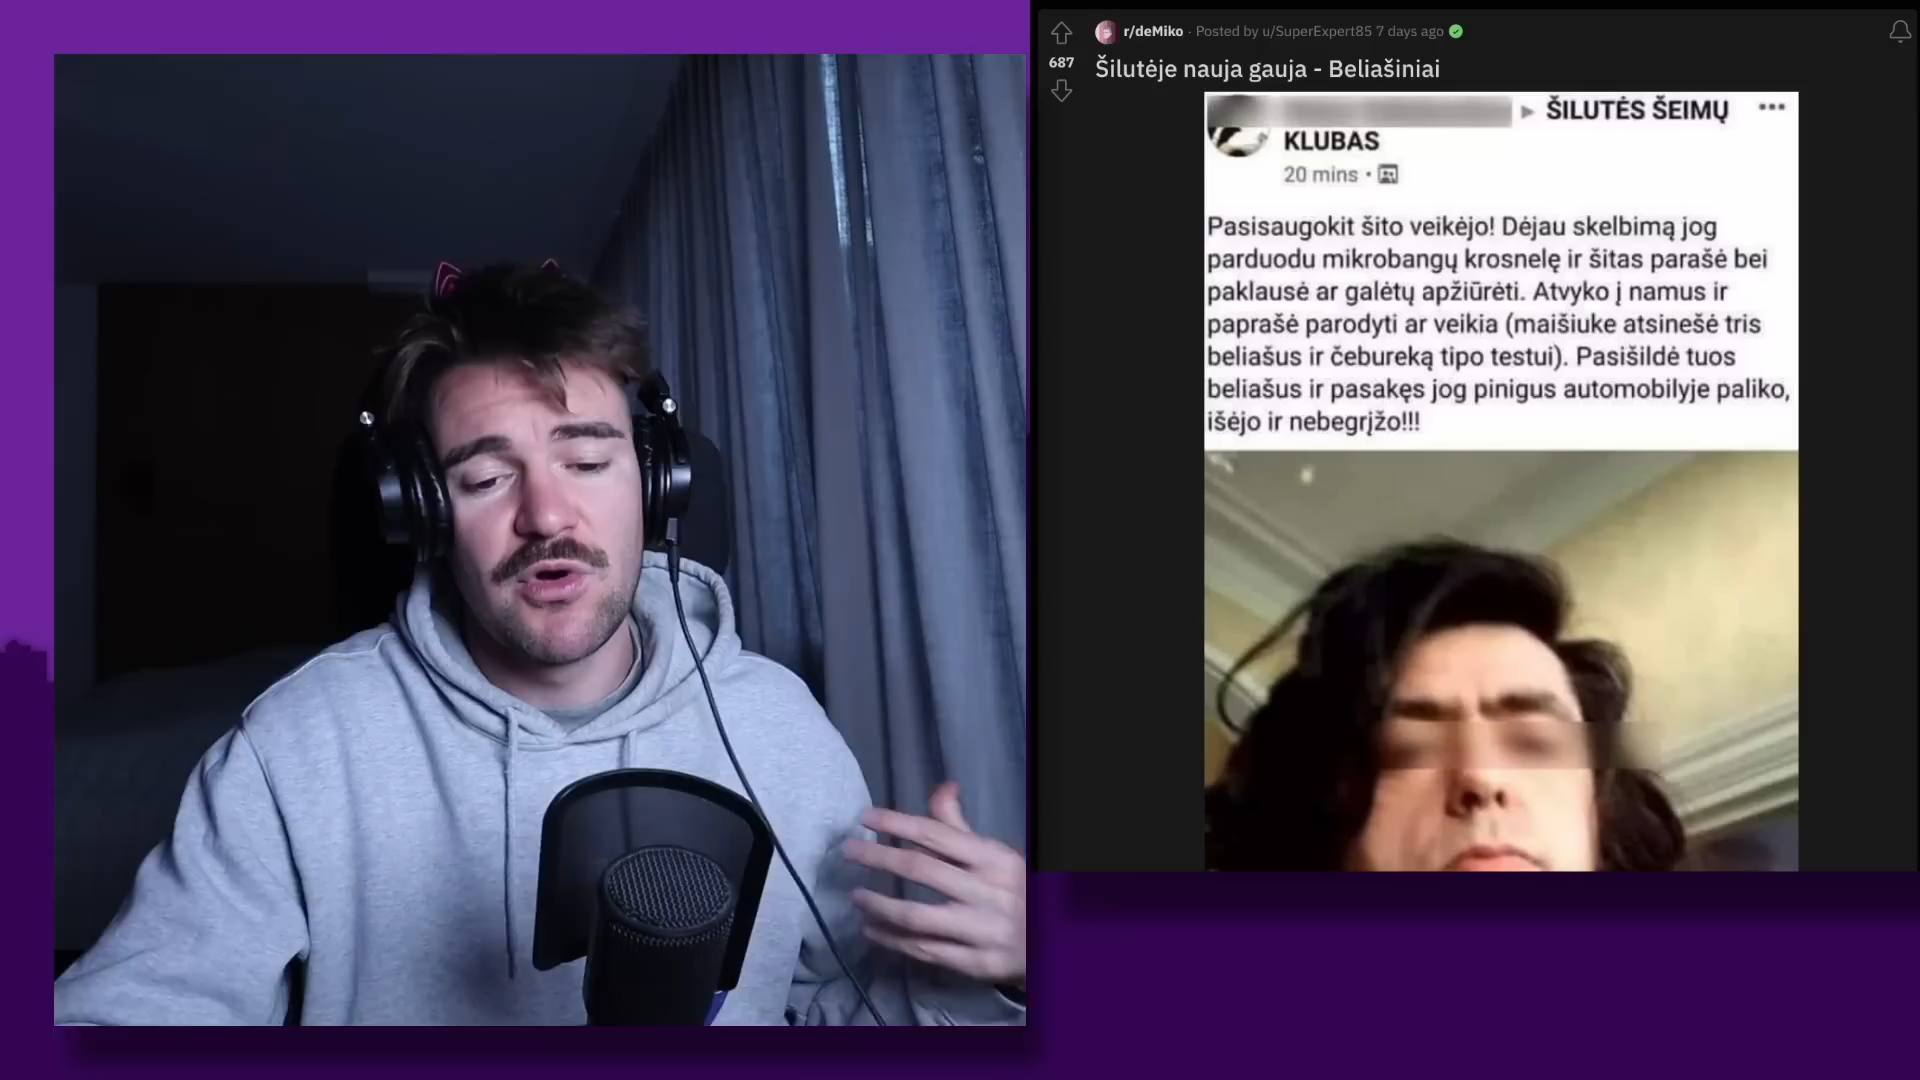 r/deMiko · Posted by u/SuperExpert85 7 days ago
687
Šilutėje nauja gauja - Beliašiniai
ŠILUTĖS ŠEIMŲ
KLUBAS
20 mins
Pasisaugokit šito veikėjo! Dėjau skelbimą jog
parduodu mikrobangų krosnelę ir šitas parašė bei
paklausė ar galėtų apžiūrėti. Atvyko į namus ir
paprašė parodyti ar veikia (maišiuke atsinešė tris
beliašus ir čebureką tipo testui). Pasišildė tuos
beliašus ir pasakęs jog pinigus automobilyje paliko,
išėjo ir nebegrįžo!!!